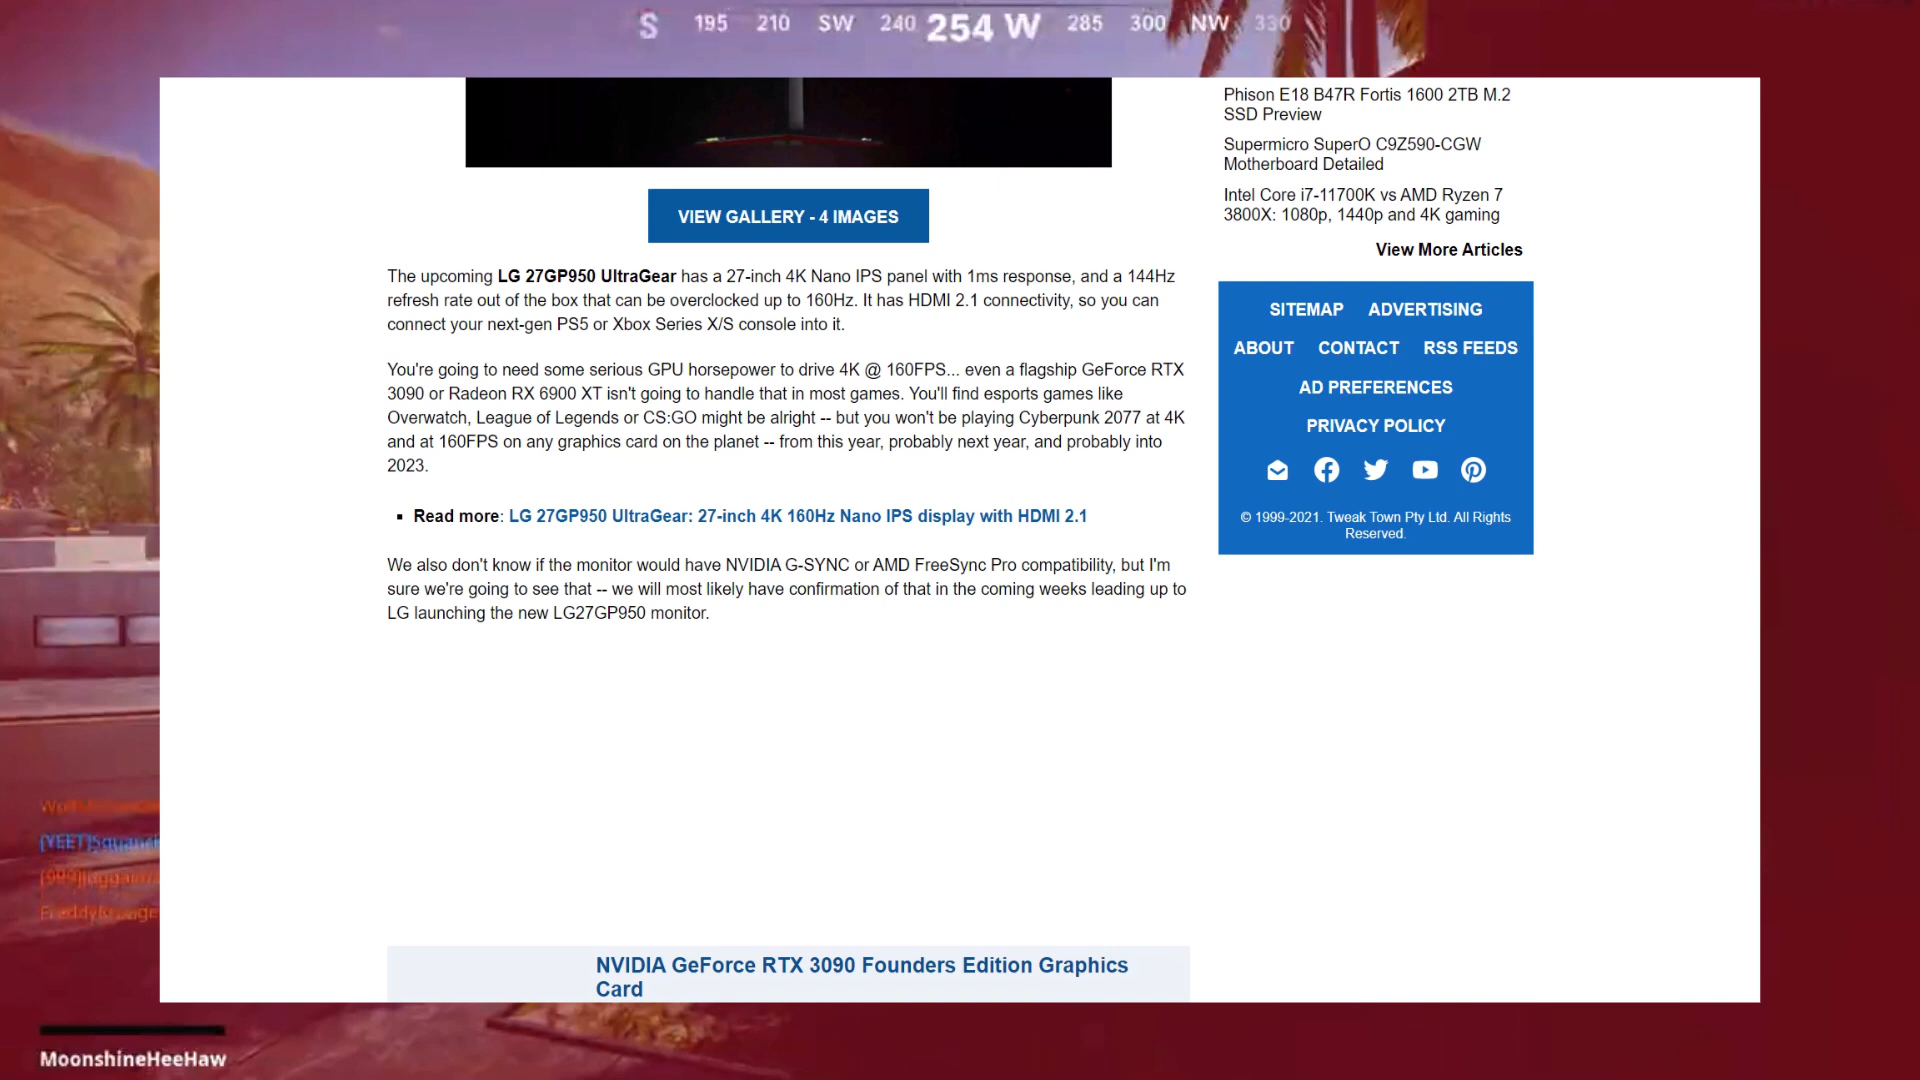 S 195 210 SW 240 254 W 285 300 NW 330
Phison E18 B47R Fortis 1600 2TB M.2
SSD Preview
Supermicro SuperO C9Z590-CGW
Motherboard Detailed
Intel Core i7-11700K vs AMD Ryzen 7
3800X: 1080p, 1440p and 4K gaming
View More Articles
VIEW GALLERY - 4 IMAGES
The upcoming LG 27GP950 UltraGear has a 27-inch 4K Nano IPS panel with 1ms response, and a 144Hz
refresh rate out of the box that can be overclocked up to 160Hz. It has HDMI 2.1 connectivity, so you can
connect your next-gen PS5 or Xbox Series X/S console into it.
You're going to need some serious GPU horsepower to drive 4K @ 160FPS... even a flagship GeForce RTX
3090 or Radeon RX 6900 XT isn't going to handle that in most games. You'll find esports games like
Overwatch, League of Legends or CS:GO might be alright -- but you won't be playing Cyberpunk 2077 at 4K
and at 160FPS on any graphics card on the planet -- from this year, probably next year, and probably into
2023.
▪ Read more: LG 27GP950 UltraGear: 27-inch 4K 160Hz Nano IPS display with HDMI 2.1
We also don't know if the monitor would have NVIDIA G-SYNC or AMD FreeSync Pro compatibility, but I'm
sure we're going to see that -- we will most likely have confirmation of that in the coming weeks leading up to
LG launching the new LG27GP950 monitor.
SITEMAP ADVERTISING
ABOUT CONTACT RSS FEEDS
AD PREFERENCES
PRIVACY POLICY
© 1999-2021. Tweak Town Pty Ltd. All Rights
Reserved.
NVIDIA GeForce RTX 3090 Founders Edition Graphics
Card
MoonshineHeeHaw